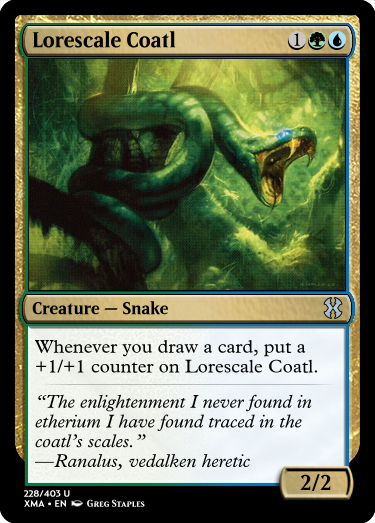 Lorescale Coatl 1
Creature — Snake
Whenever you draw a card, put a
+1/+1 counter on Lorescale Coatl.
“The enlightenment I never found in
etherium I have found traced in the
coatl’s scales.”
—Ranalus, vedalken heretic
2/2
228/403 U
XMA • EN Greg Staples